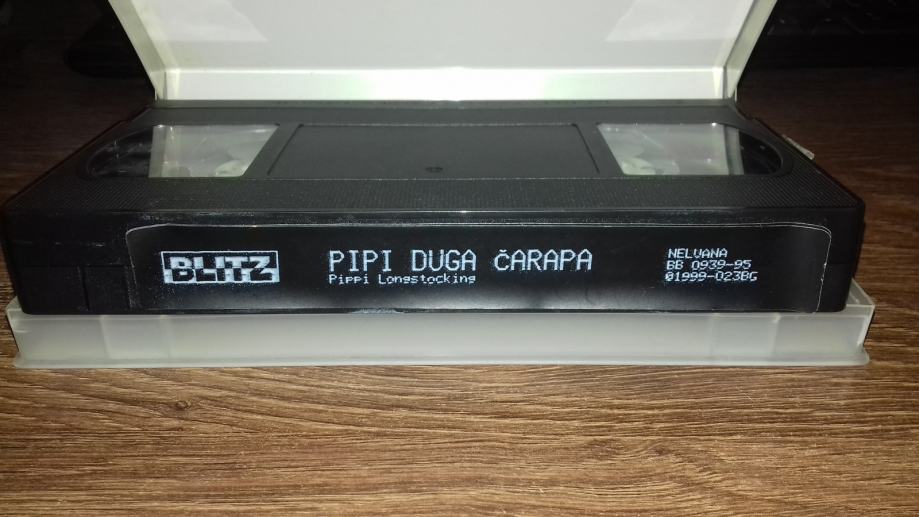 BLITZ
PIPI DUGA ČARAPA
Pippi Longstocking
NELVANA
BB 0939-95
01999-023BG